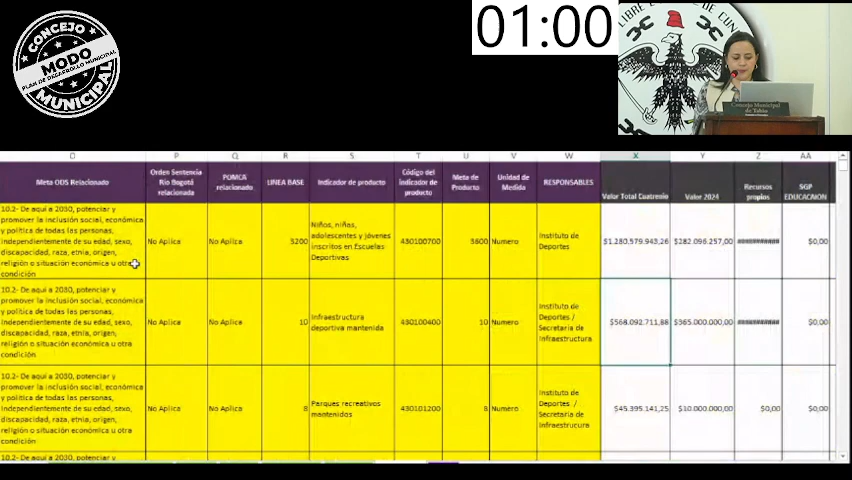 CONCEJO
MODO
PLAN DE DESARROLLO MUNICIPAL
MUNICIPAL
01:00
LIBRE
DE CUN
Concejo Municipal
de Tabio
O P Q R S T U V W X Y Z AA
Meta ODS Relacionado
Orden Sentencia
Río Bogotá
relacionada
POMCA
relacionado
LINEA BASE
Indicador de producto
Código del
indicador de
producto
Meta de
Producto
Unidad de
Medida
RESPONSABLES
Valor Total Cuatrenio
Valor 2024
Recursos
propios
SGP
EDUCACNION
10.2- De aquí a 2030, potenciar y
promover la inclusión social, económica
y política de todas las personas,
independientemente de su edad, sexo,
discapacidad, raza, etnia, origen,
religión o situación económica u otra
condición
No Aplica
No Aplica
3200
Niños, niñas,
adolescentes y jóvenes
inscritos en Escuelas
Deportivas
430100700
3800
Numero
Instituto de
Deportes
$1.280.579.943,26
$282.096.257,00
###########
$0,00
10.2- De aquí a 2030, potenciar y
promover la inclusión social, económica
y política de todas las personas,
independientemente de su edad, sexo,
discapacidad, raza, etnia, origen,
religión o situación económica u otra
condición
No Aplica
No Aplica
10
Infraestructura
deportiva mantenida
430100400
10
Numero
Instituto de
Deportes /
Secretaria de
Infraestructura
$568.092.711,88
$365.000.000,00
###########
$0,00
10.2- De aquí a 2030, potenciar y
promover la inclusión social, económica
y política de todas las personas,
independientemente de su edad, sexo,
discapacidad, raza, etnia, origen,
religión o situación económica u otra
condición
No Aplica
No Aplica
8
Parques recreativos
mantenidos
430101200
8
Numero
Instituto de
Deportes /
Secretaria de
Infraestrucura
$45.395.141,25
$10.000.000,00
$0,00
$0,00
10.2- De aquí a 2030, potenciar y